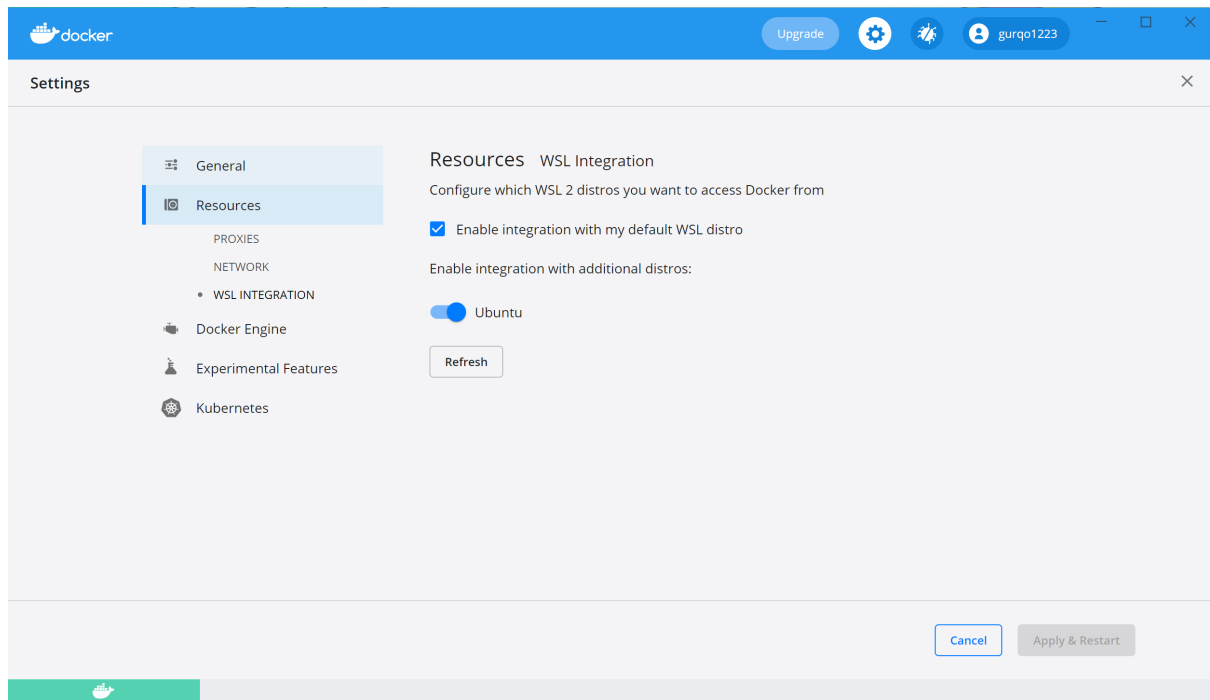 docker
Upgrade
gurqo1223
Settings
General
Resources
PROXIES
NETWORK
WSL INTEGRATION
Docker Engine
Experimental Features
Kubernetes
Resources WSL Integration
Configure which WSL 2 distros you want to access Docker from
Enable integration with my default WSL distro
Enable integration with additional distros:
Ubuntu
Refresh
Cancel
Apply & Restart